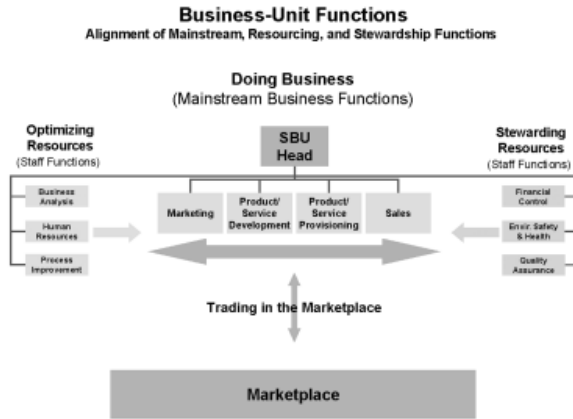 Business-Unit Functions
Alignment of Mainstream, Resourcing, and Stewardship Functions
Doing Business
(Mainstream Business Functions)
Optimizing
Resources
(Staff Functions)
SBU
Head
Stewarding
Resources
(Staff Functions)
Business
Analysis
Human
Resources
Process
Improvement
Marketing
Product/
Service
Development
Product/
Service
Provisioning
Sales
Financial
Control
Envir. Safety
& Health
Quality
Assurance
Trading in the Marketplace
Marketplace